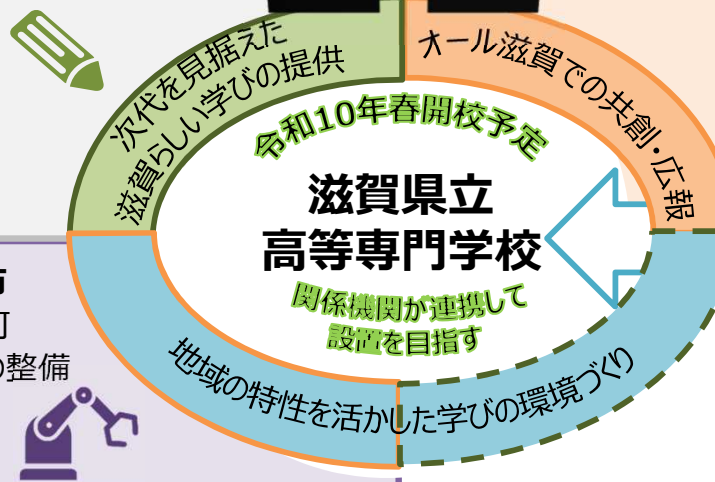 次代を見据えた
滋賀らしい学びの提供
オール滋賀での共創・広報
令和10年春開校予定
滋賀県立
高等専門学校
関係機関が連携して
設置を目指す
地域の特性を活かした学びの環境づくり
の整備